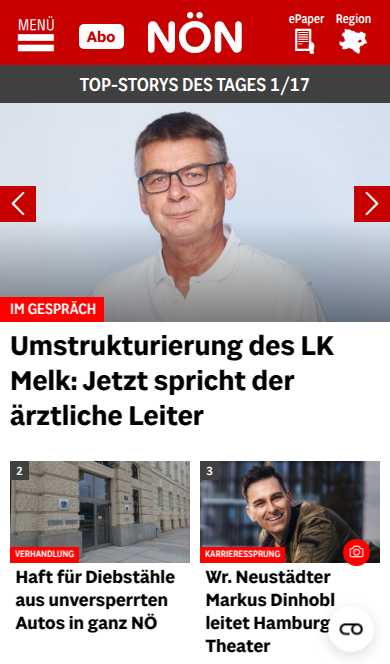 MENÜ
Abo
NÖN
ePaper
Region
TOP-STORYS DES TAGES 1/17
IM GESPRÄCH
Umstrukturierung des LK
Melk: Jetzt spricht der
ärztliche Leiter
2
VERHANDLUNG
Haft für Diebstähle
aus unversperrten
Autos in ganz NÖ
3
KARRIERESSPRUNG
Wr. Neustädter
Markus Dinhobl
leitet Hamburg
Theater